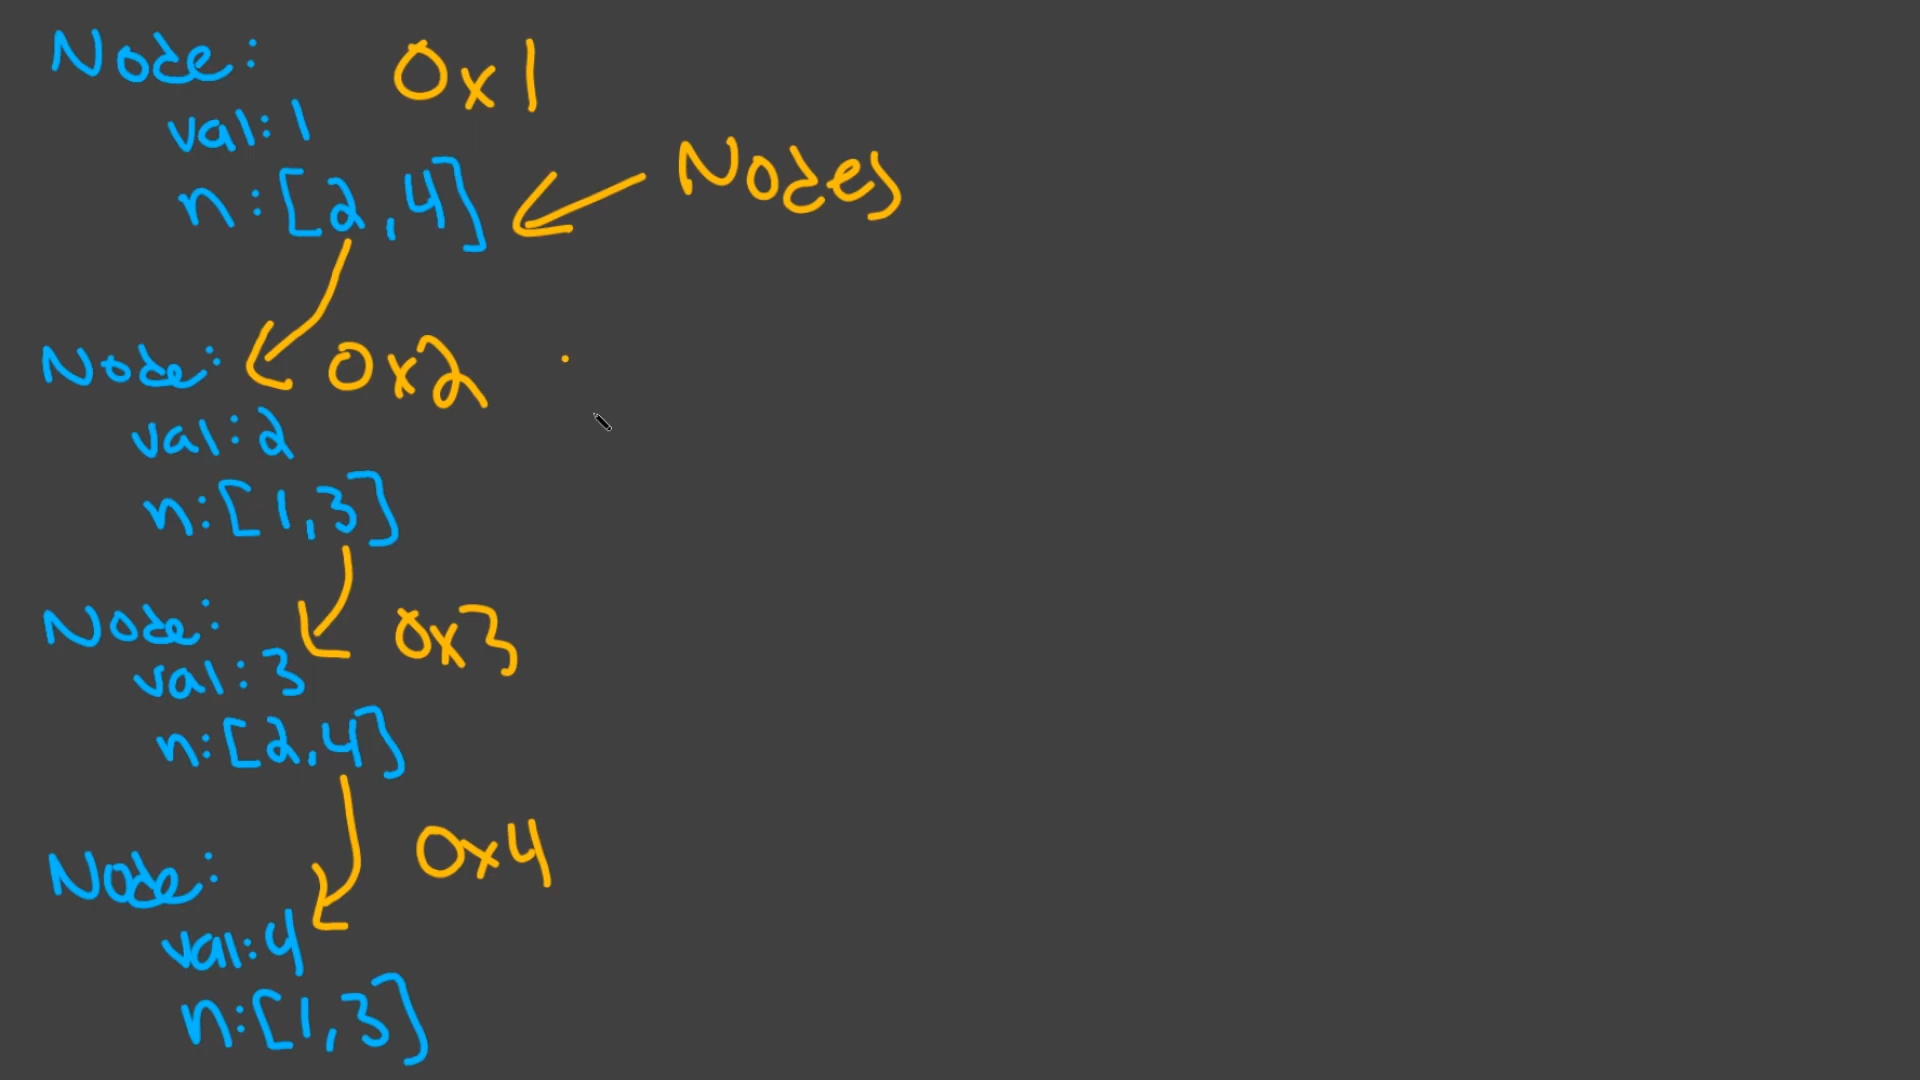 Node: 0x1
val: 1
n: [2,4] Nodes
Node: 0x2
val: 2
n: [1,3]
Node: 0x3
val: 3
n: [2,4]
Node: 0x4
val: 4
n: [1,3]